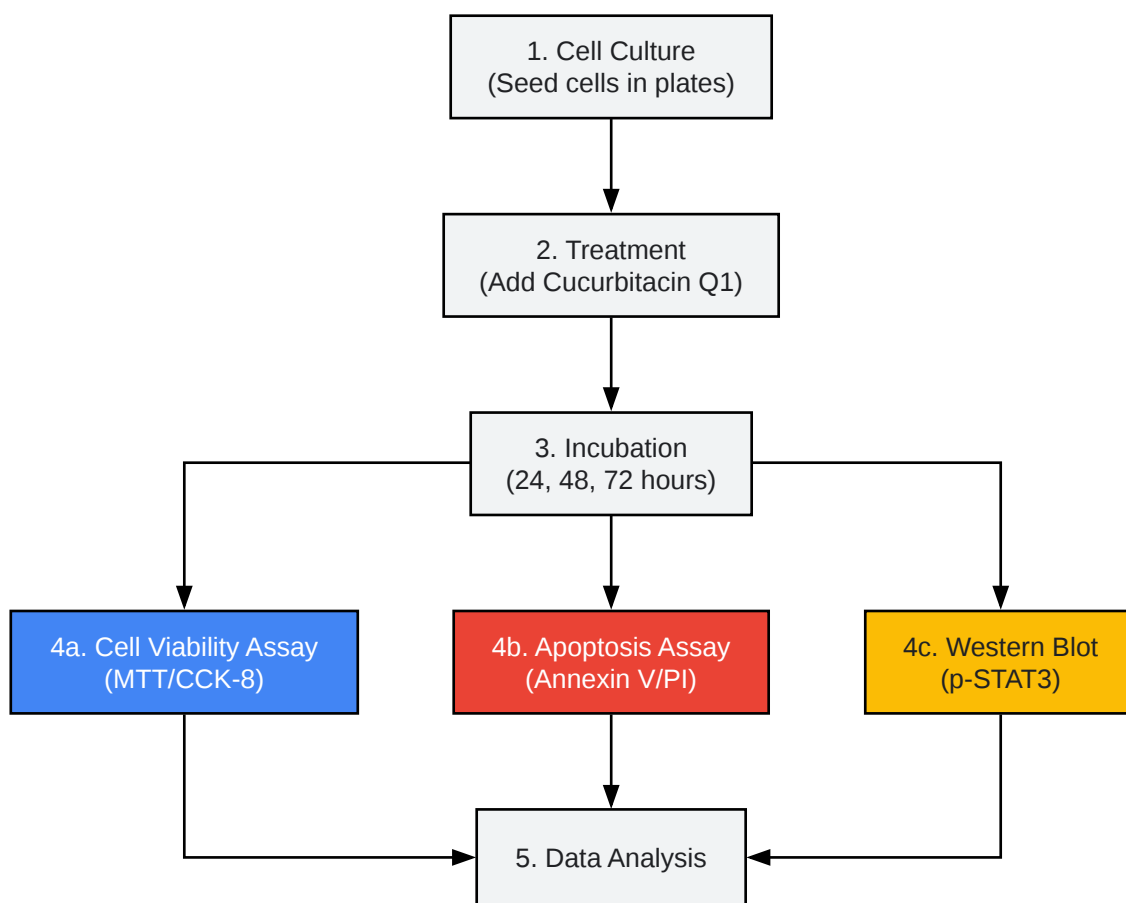 1. Cell Culture
(Seed cells in plates)
2. Treatment
(Add Cucurbitacin Q1)
3. Incubation
(24, 48, 72 hours)
4a. Cell Viability Assay
(MTT/CCK-8)
4b. Apoptosis Assay
(Annexin V/PI)
4c. Western Blot
(p-STAT3)
5. Data Analysis